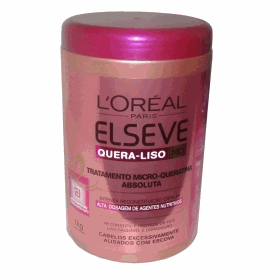 L'ORÉAL
PARIS
ELSEVE
QUERA-LISO
TRATAMENTO MICRO-QUERATINA
ABSOLUTA
ALTA DOSAGEM DE AGENTES NUTRITIVOS
CABELOS EXCESSIVAMENTE
ALISADOS COM ESCOVA